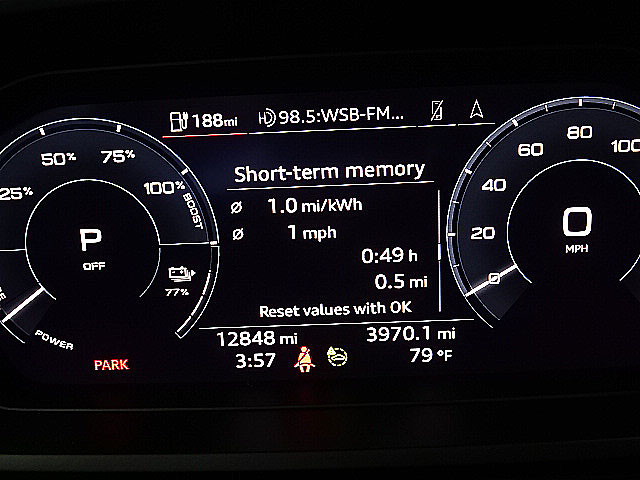 188mi
98.5:WSB-FM...
25%
50%
75%
100%
BOOST
P
OFF
77%
POWER
PARK
Short-term memory
ø 1.0 mi/kWh
ø 1 mph
0:49 h
0.5 mi
Reset values with OK
12848 mi
3970.1 mi
3:57
79 °F
20
40
60
80
100
0
MPH